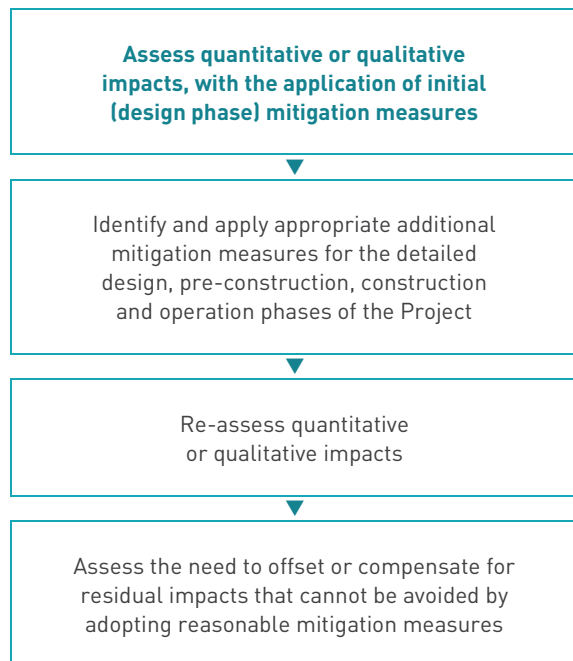 Assess quantitative or qualitative
impacts, with the application of initial
(design phase) mitigation measures
Identify and apply appropriate additional
mitigation measures for the detailed
design, pre-construction, construction
and operation phases of the Project
Re-assess quantitative
or qualitative impacts
Assess the need to offset or compensate for
residual impacts that cannot be avoided by
adopting reasonable mitigation measures